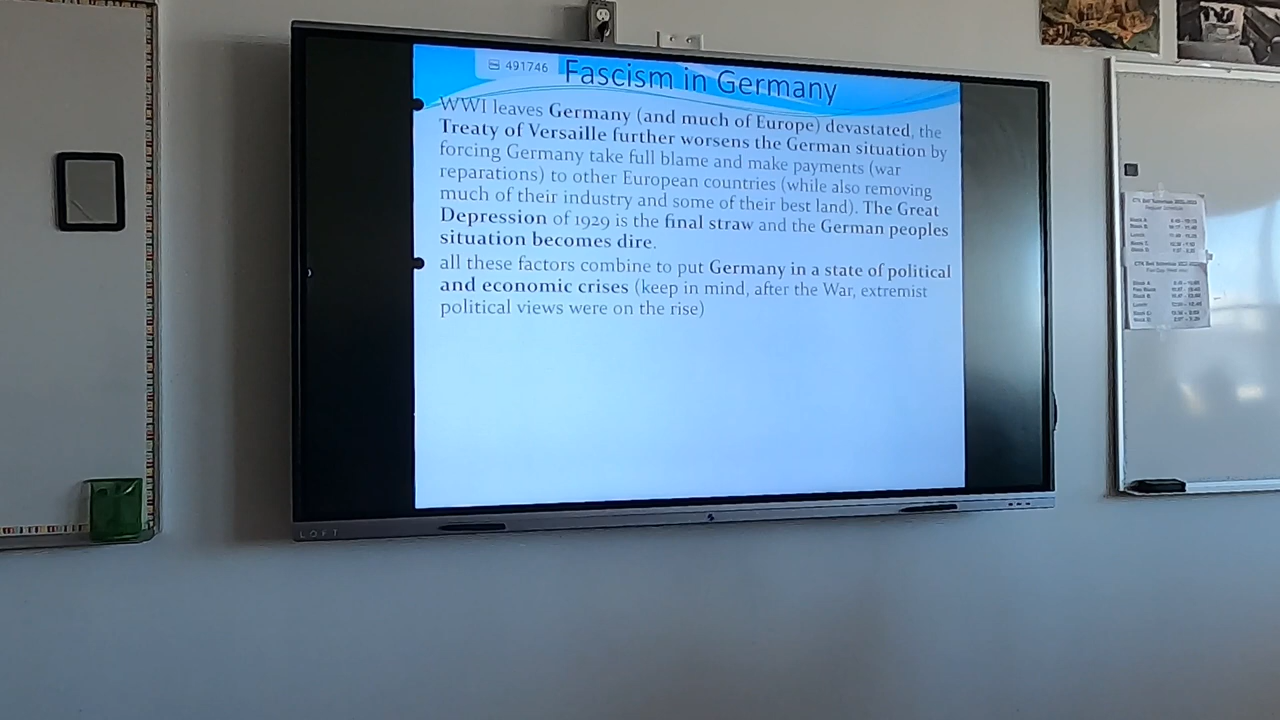 491746
Fascism in Germany
WWI leaves Germany (and much of Europe) devastated, the
Treaty of Versaille further worsens the German situation by
forcing Germany take full blame and make payments (war
reparations) to other European countries (while also removing
much of their industry and some of their best land). The Great
Depression of 1929 is the final straw and the German peoples
situation becomes dire.
all these factors combine to put Germany in a state of political
and economic crises (keep in mind, after the War, extremist
political views were on the rise)
LOFT